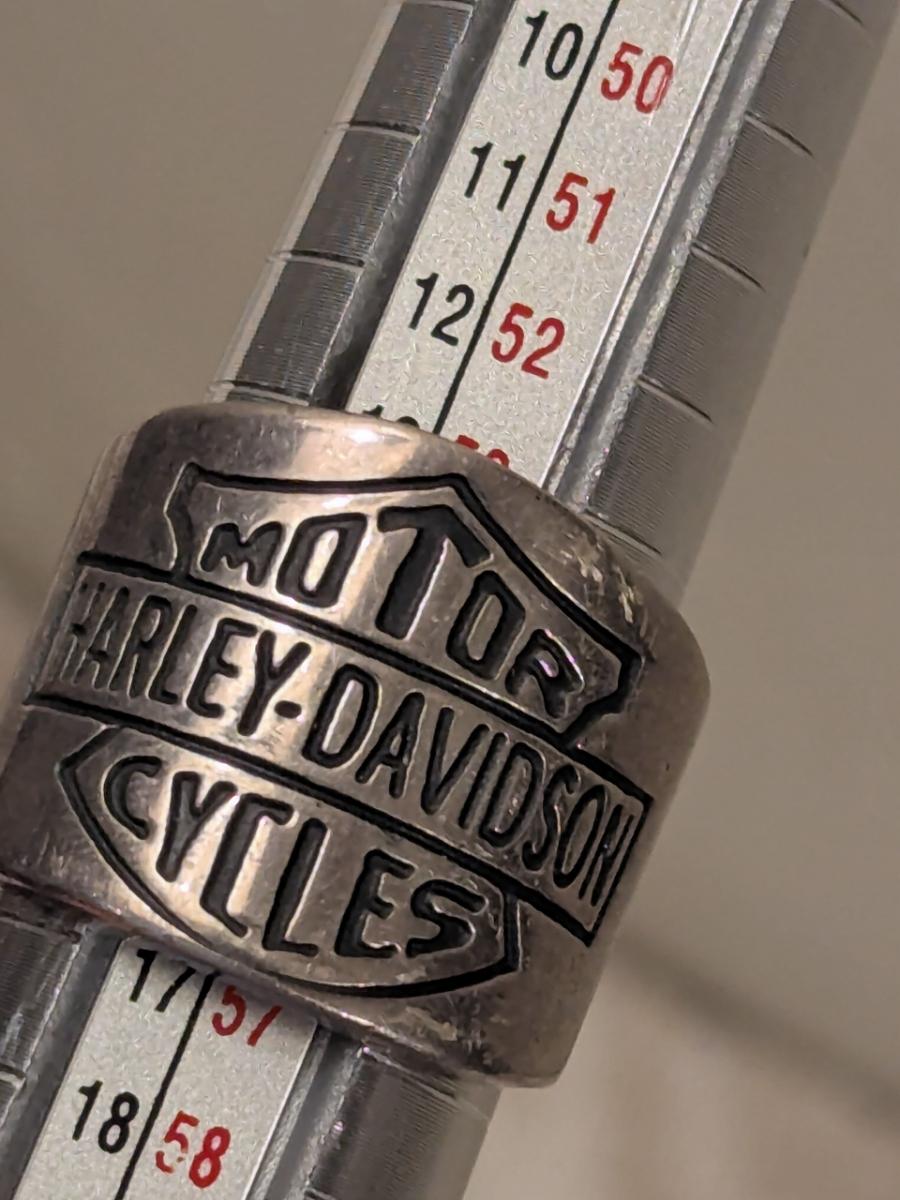 10 50
11 51
12 52
MOTOR
HARLEY-DAVIDSON
CYCLES
17 57
18 58